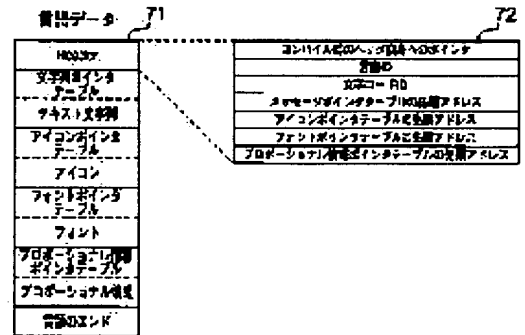 言語データ
71
Header
文字列ポインタ
テーブル
テキスト文字列
アイコンポインタ
テーブル
アイコン
フォントポインタ
テーブル
フォント
プロポーショナル情報
ポインタテーブル
プロポーショナル情報
言語のエンド
72
コンパイル時のヘッダ自身へのポインタ
言語ID
文字コードID
メッセージポインタテーブルの先頭アドレス
アイコンポインタテーブルの先頭アドレス
フォントポインタテーブルの先頭アドレス
プロポーショナル情報ポインタテーブルの先頭アドレス